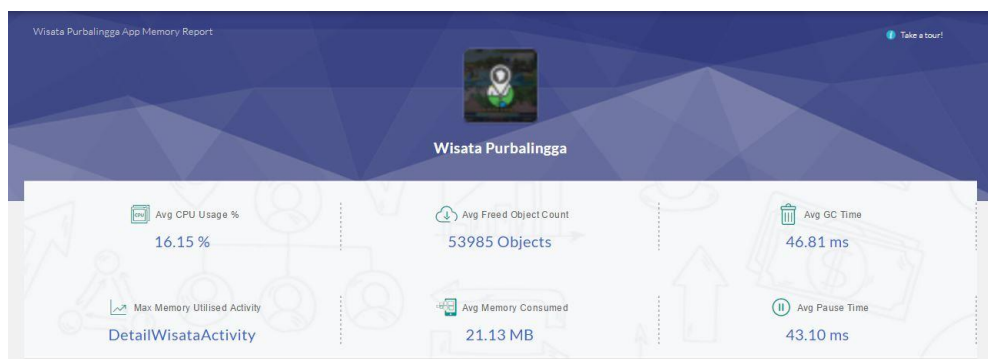 Wisata Purbalingga App Memory Report
Take a tour!
Wisata Purbalingga
CPU
Avg CPU Usage %
16.15 %
Avg Freed Object Count
53985 Objects
Avg GC Time
46.81 ms
Max Memory Utilised Activity
DetailWisataActivity
Avg Memory Consumed
21.13 MB
Avg Pause Time
43.10 ms